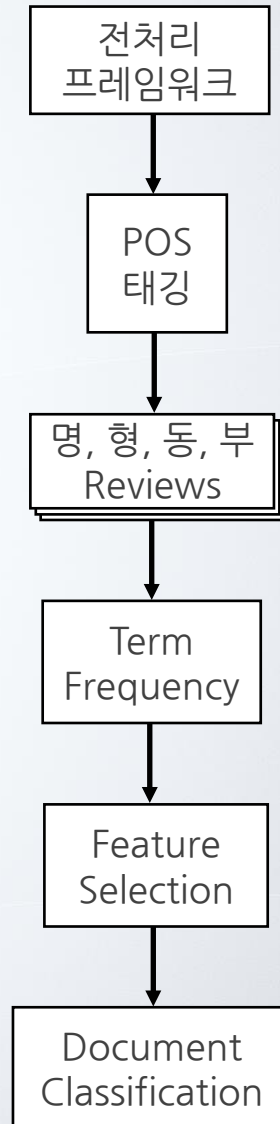 전처리
프레임워크
POS
태깅
명, 형, 동, 부
Reviews
Term
Frequency
Feature
Selection
Document
Classification